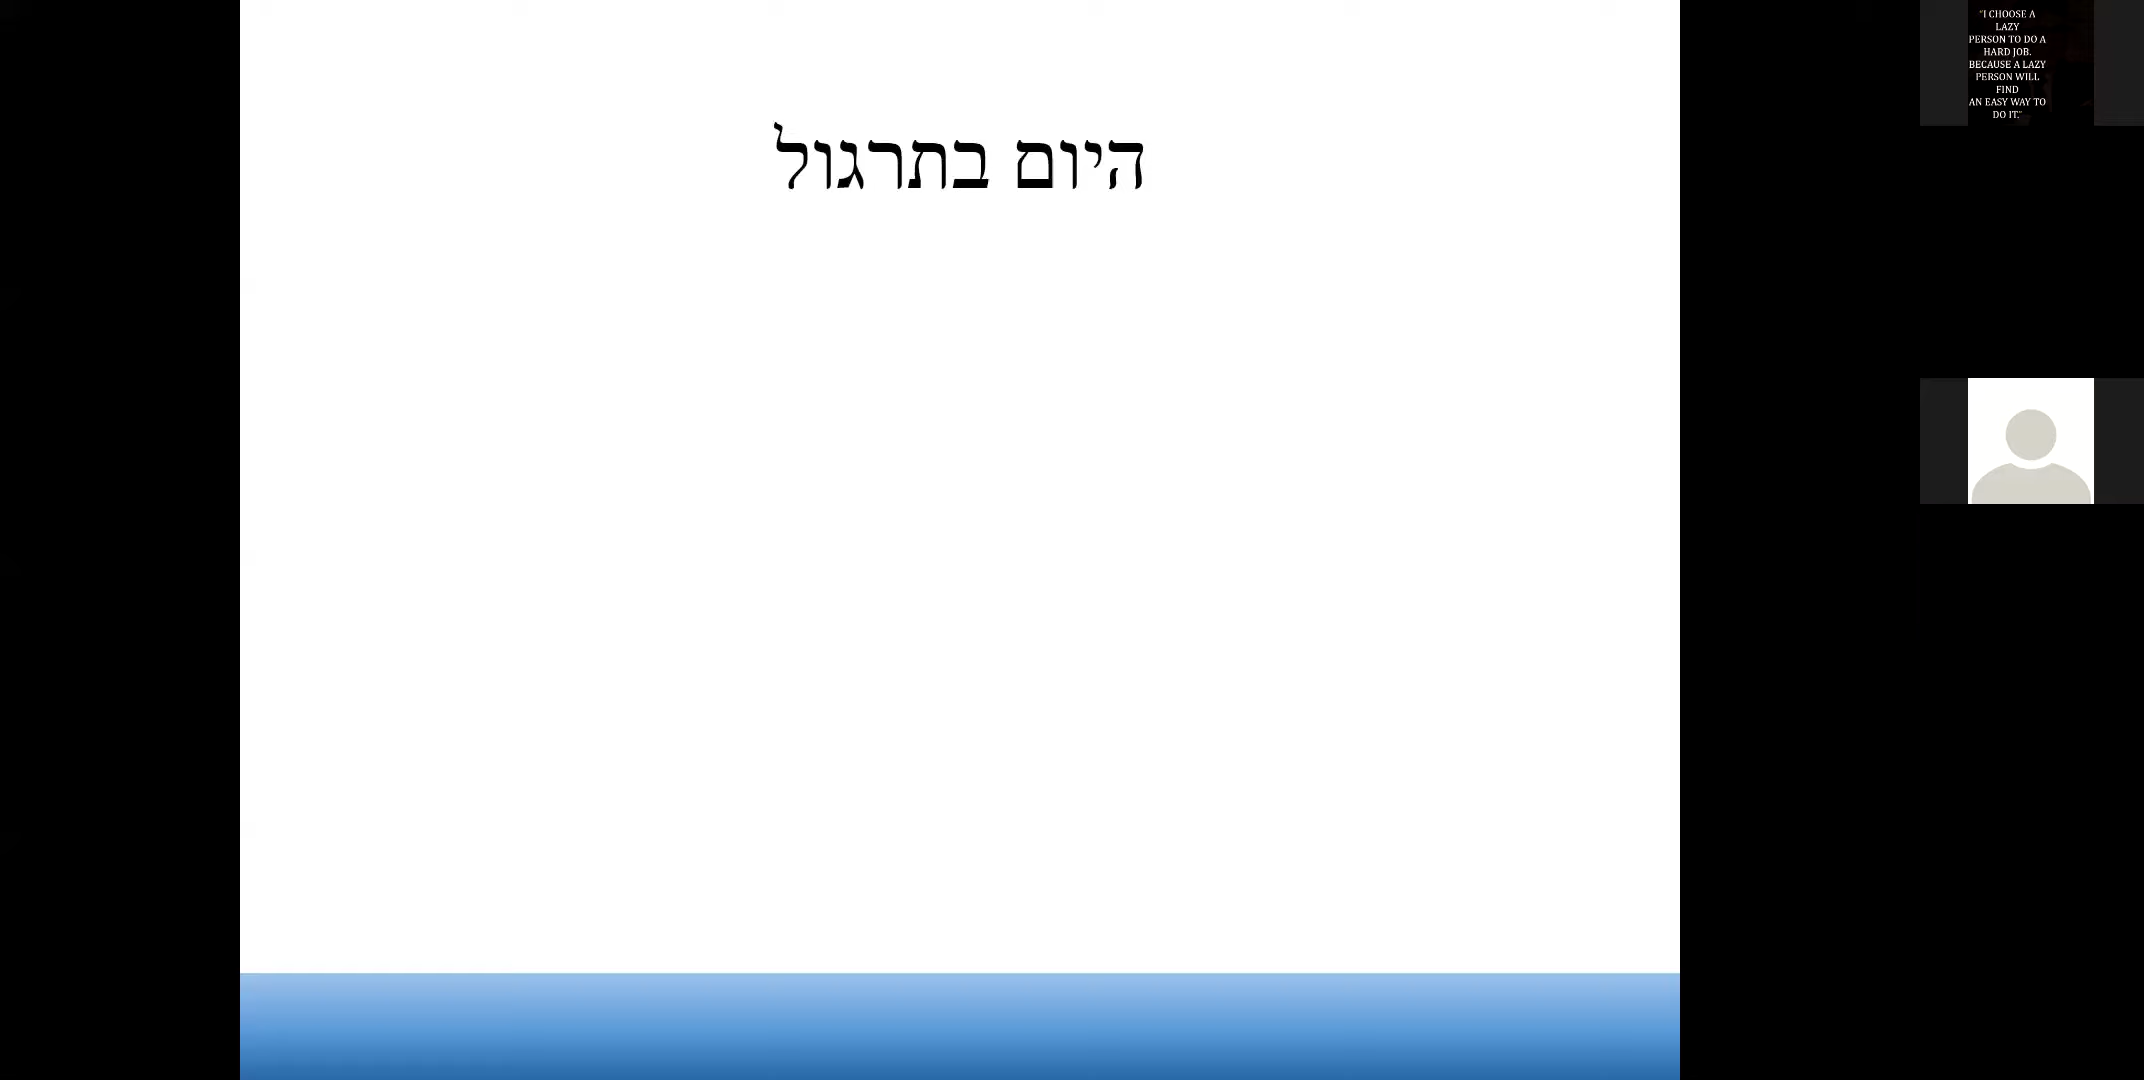 היום בתרגול
"I CHOOSE A
LAZY
PERSON TO DO A
HARD JOB.
BECAUSE A LAZY
PERSON WILL
FIND
AN EASY WAY TO
DO IT."